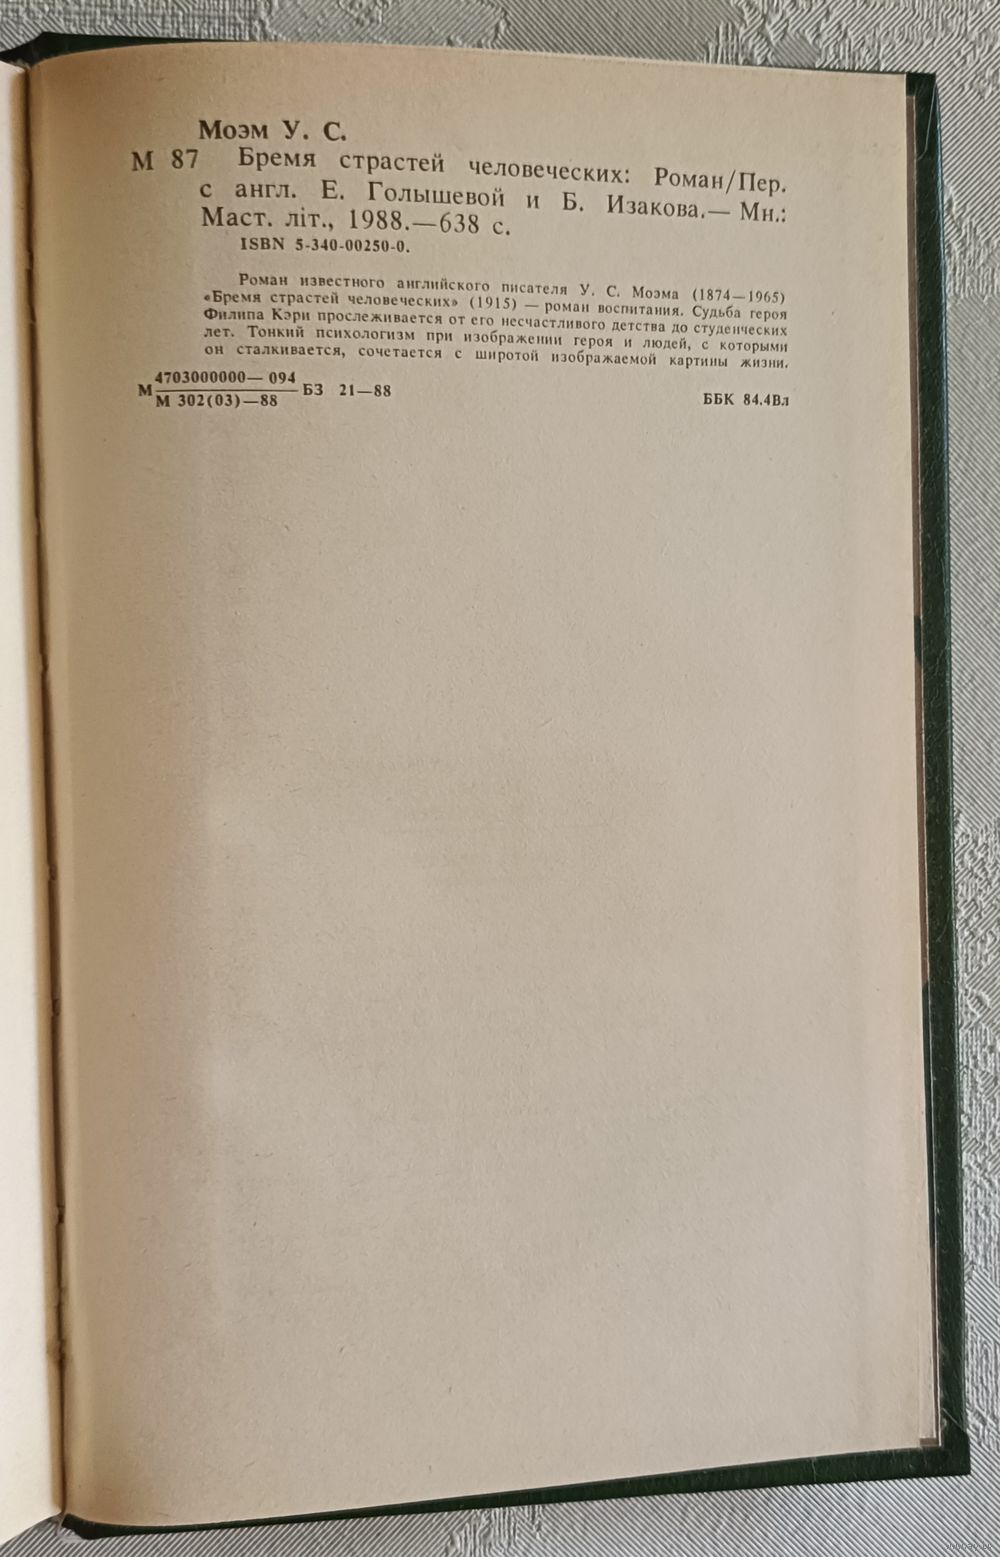 Моэм У. С.
М 87 Бремя страстей человеческих: Роман/Пер.
с англ. Е. Голышевой и Б. Изакова.— Мн.:
Маст. літ., 1988.—638 с.
ISBN 5-340-00250-0.
Роман известного английского писателя У. С. Моэма (1874—1965)
«Бремя страстей человеческих» (1915) — роман воспитания. Судьба героя
Филипа Кэри прослеживается от его несчастливого детства до студенческих
лет. Тонкий психологизм при изображении героя и людей, с которыми
он сталкивается, сочетается с широтой изображаемой картины жизни.
4703000000— 094
М БЗ 21—88
М 302(03)—88
ББК 84.4Вл